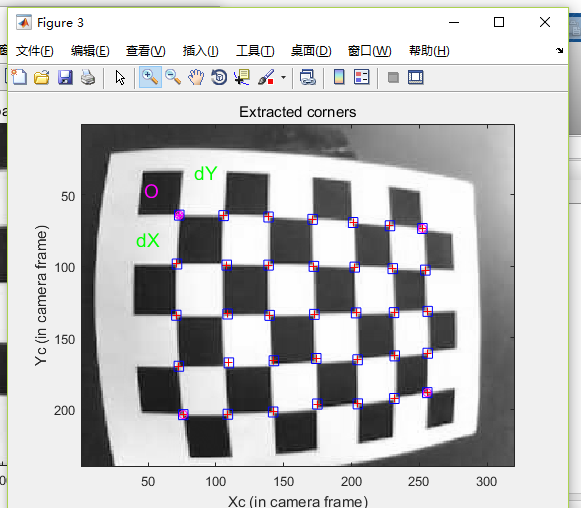 Figure 3
文件(F) 编辑(E) 查看(V) 插入(I) 工具(T) 桌面(D) 窗口(W) 帮助(H)
Extracted corners
O
dY
dX
50
100
150
200
Yc (in camera frame)
50 100 150 200 250 300
Xc (in camera frame)